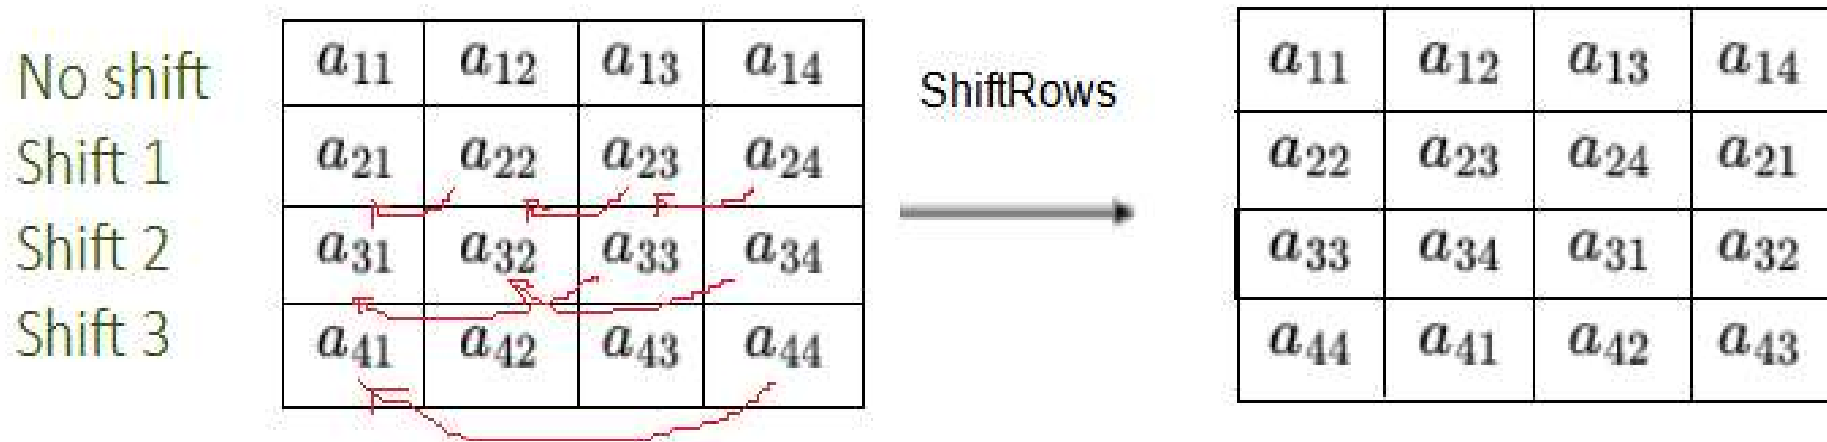 No shift a11 a12 a13 a14 ShiftRows a11 a12 a13 a14
Shift 1 a21 a22 a23 a24 a22 a23 a24 a21
Shift 2 a31 a32 a33 a34 a33 a34 a31 a32
Shift 3 a41 a42 a43 a44 a44 a41 a42 a43